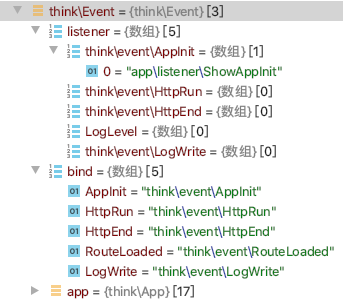 think\Event = {think\Event} [3]
listener = {数组} [5]
think\event\AppInit = {数组} [1]
0 = "app\listener\ShowAppInit"
think\event\HttpRun = {数组} [0]
think\event\HttpEnd = {数组} [0]
LogLevel = {数组} [0]
think\event\LogWrite = {数组} [0]
bind = {数组} [5]
AppInit = "think\event\AppInit"
HttpRun = "think\event\HttpRun"
HttpEnd = "think\event\HttpEnd"
RouteLoaded = "think\event\RouteLoaded"
LogWrite = "think\event\LogWrite"
app = {think\App} [17]